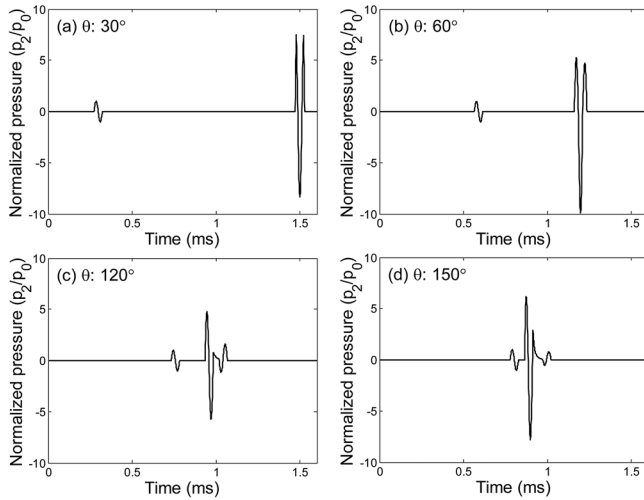 10
5
0
-5
-10
Normalized pressure (p2/p0)
(a) θ: 30°
0 0.5 1 1.5
Time (ms)
10
5
0
-5
-10
Normalized pressure (p2/p0)
(b) θ: 60°
0 0.5 1 1.5
Time (ms)
10
5
0
-5
-10
Normalized pressure (p2/p0)
(c) θ: 120°
0 0.5 1 1.5
Time (ms)
10
5
0
-5
-10
Normalized pressure (p2/p0)
(d) θ: 150°
0 0.5 1 1.5
Time (ms)